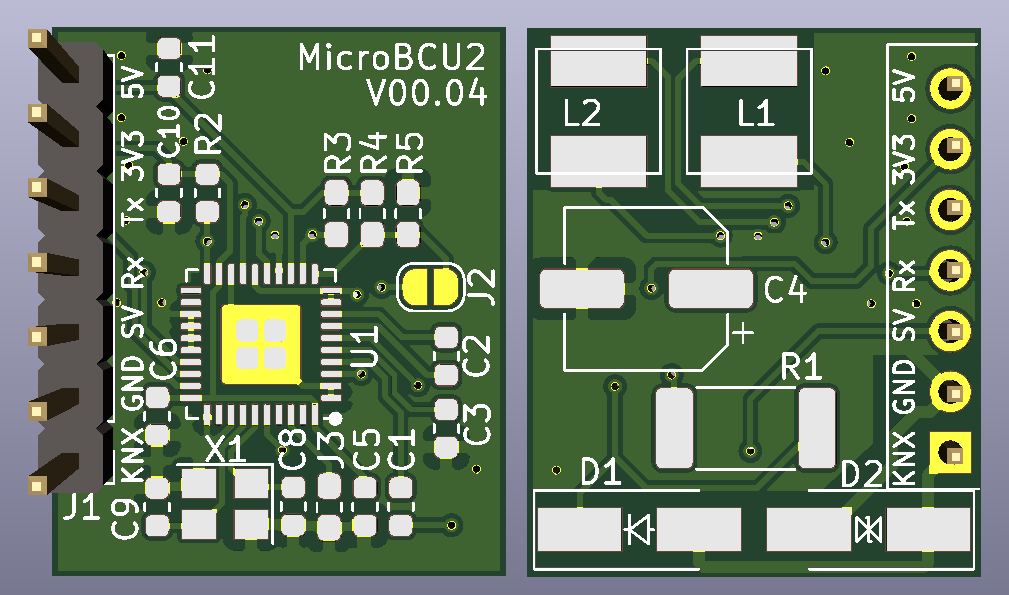 MicroBCU2
V00.04
C11
5V
C10
R2
3V3
Tx
R3
R4
R5
Rx
SV
J2
C6
U1
C2
GND
C3
KNX
X1
C8
J3
C5
C1
J1
C9
L2
L1
5V
3V3
Tx
Rx
SV
GND
KNX
C4
+
R1
D1
D2